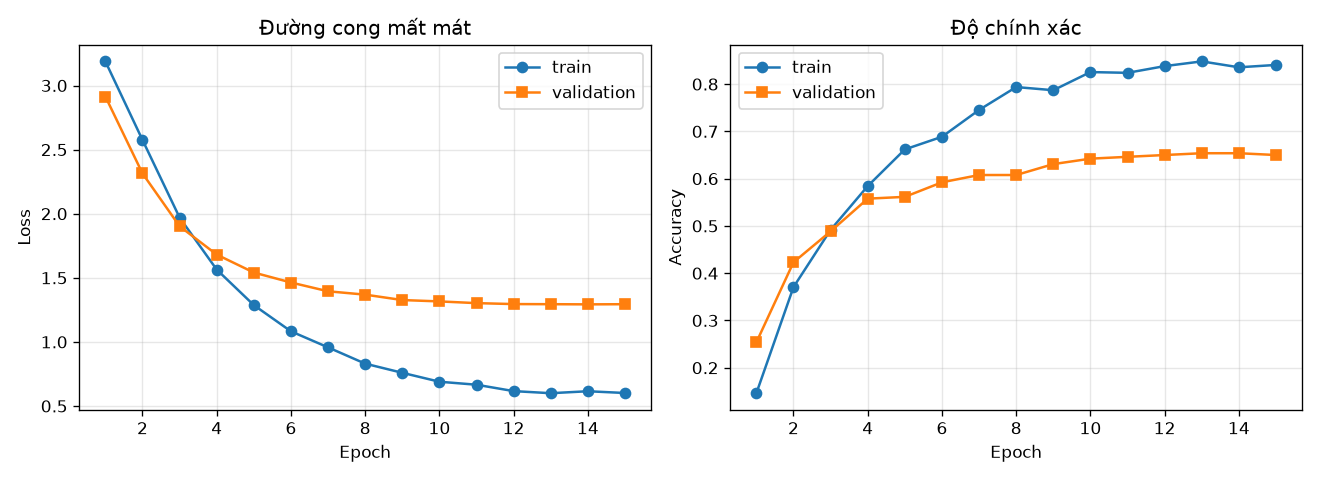 Đường cong mất mát
Loss
3.0
2.5
2.0
1.5
1.0
0.5
train
validation
2 4 6 8 10 12 14
Epoch
Độ chính xác
Accuracy
0.8
0.7
0.6
0.5
0.4
0.3
0.2
train
validation
2 4 6 8 10 12 14
Epoch